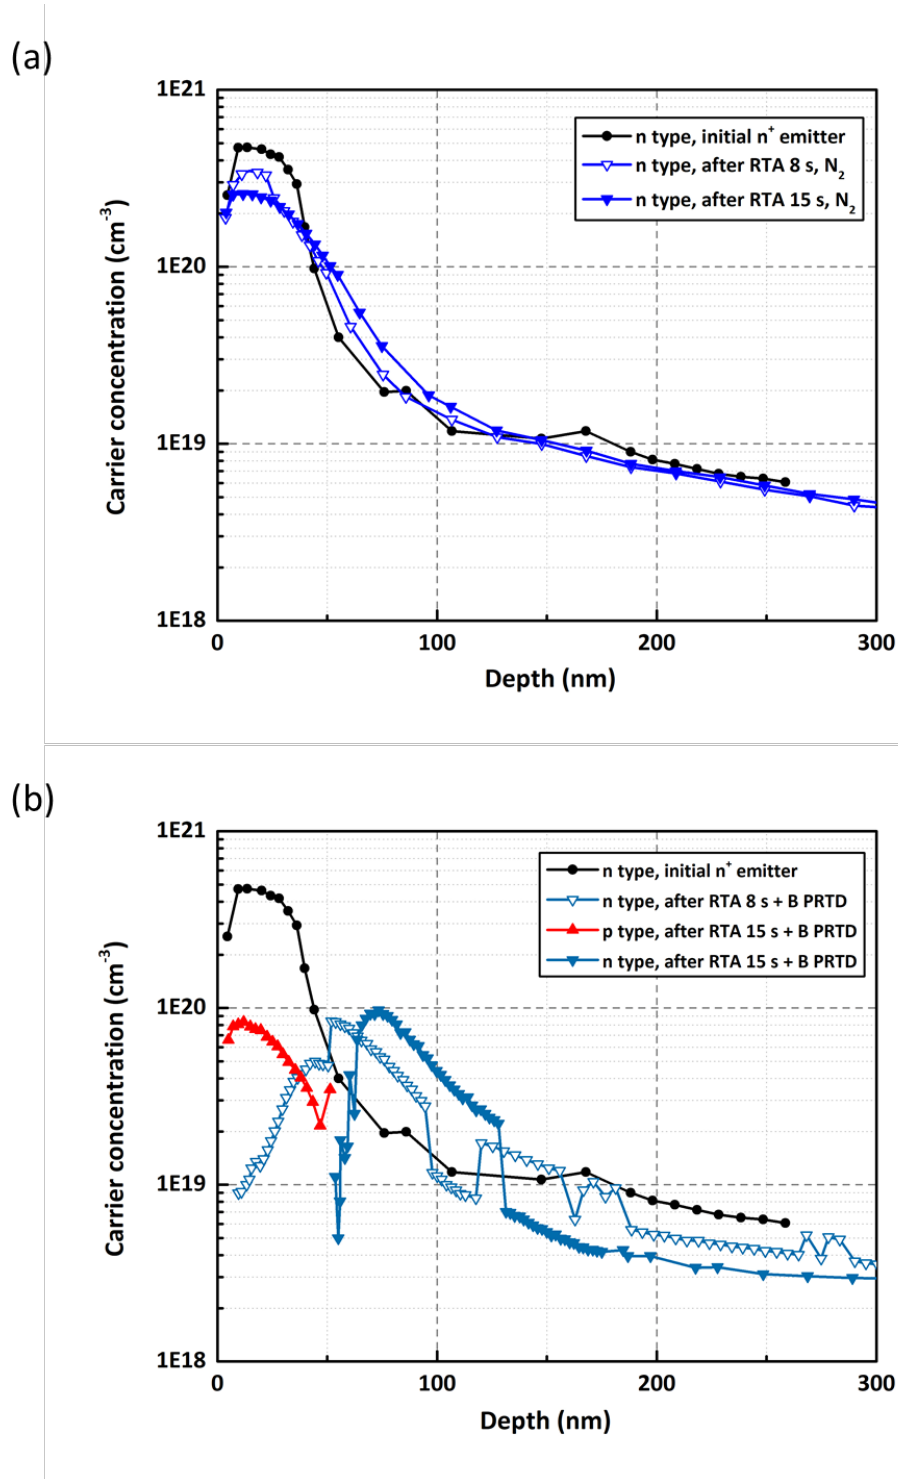 (a)
1E21
1E20
1E19
1E18
Carrier concentration (cm⁻³)
n type, initial n⁺ emitter
n type, after RTA 8 s, N₂
n type, after RTA 15 s, N₂
0
100
200
300
Depth (nm)
(b)
1E21
1E20
1E19
1E18
Carrier concentration (cm⁻³)
n type, initial n⁺ emitter
n type, after RTA 8 s + B PRTD
p type, after RTA 15 s + B PRTD
n type, after RTA 15 s + B PRTD
0
100
200
300
Depth (nm)